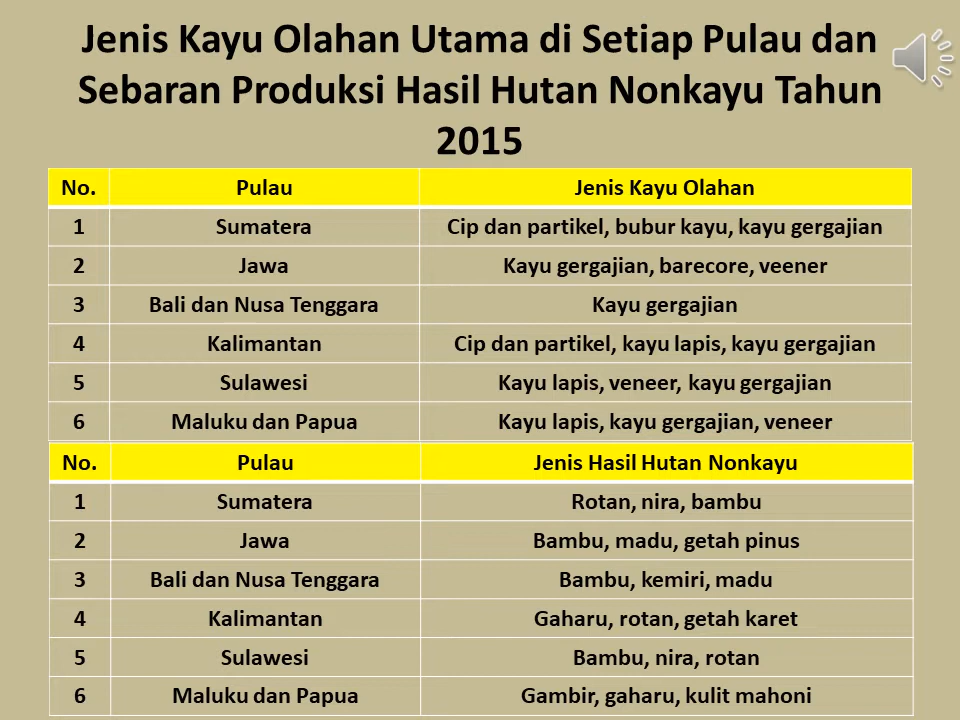 Jenis Kayu Olahan Utama di Setiap Pulau dan
Sebaran Produksi Hasil Hutan Nonkayu Tahun
2015
No. Pulau Jenis Kayu Olahan
1 Sumatera Cip dan partikel, bubur kayu, kayu gergajian
2 Jawa Kayu gergajian, barecore, veener
3 Bali dan Nusa Tenggara Kayu gergajian
4 Kalimantan Cip dan partikel, kayu lapis, kayu gergajian
5 Sulawesi Kayu lapis, veneer, kayu gergajian
6 Maluku dan Papua Kayu lapis, kayu gergajian, veneer
No. Pulau Jenis Hasil Hutan Nonkayu
1 Sumatera Rotan, nira, bambu
2 Jawa Bambu, madu, getah pinus
3 Bali dan Nusa Tenggara Bambu, kemiri, madu
4 Kalimantan Gaharu, rotan, getah karet
5 Sulawesi Bambu, nira, rotan
6 Maluku dan Papua Gambir, gaharu, kulit mahoni